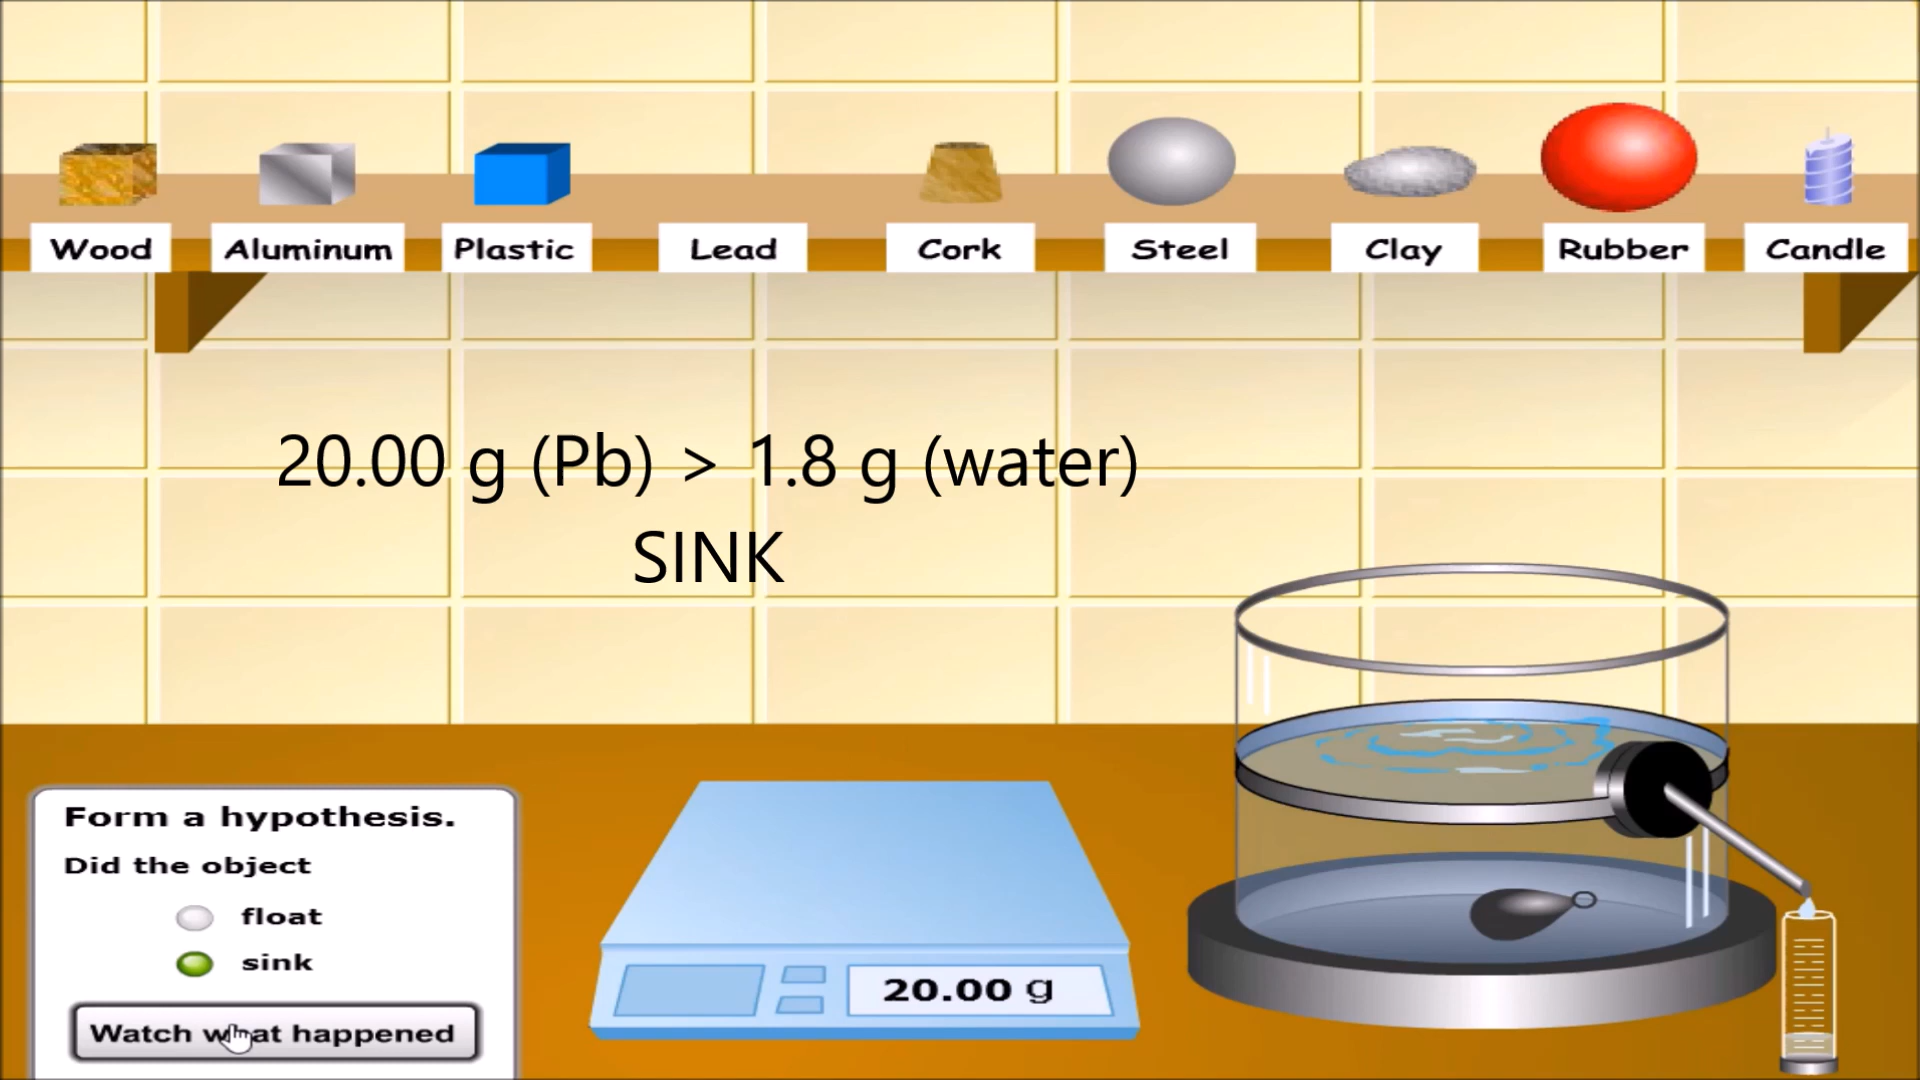 Wood Aluminum Plastic Lead Cork Steel Clay Rubber Candle
20.00 g (Pb) > 1.8 g (water)
SINK
Form a hypothesis.
Did the object
float
sink
Watch what happened
20.00 g